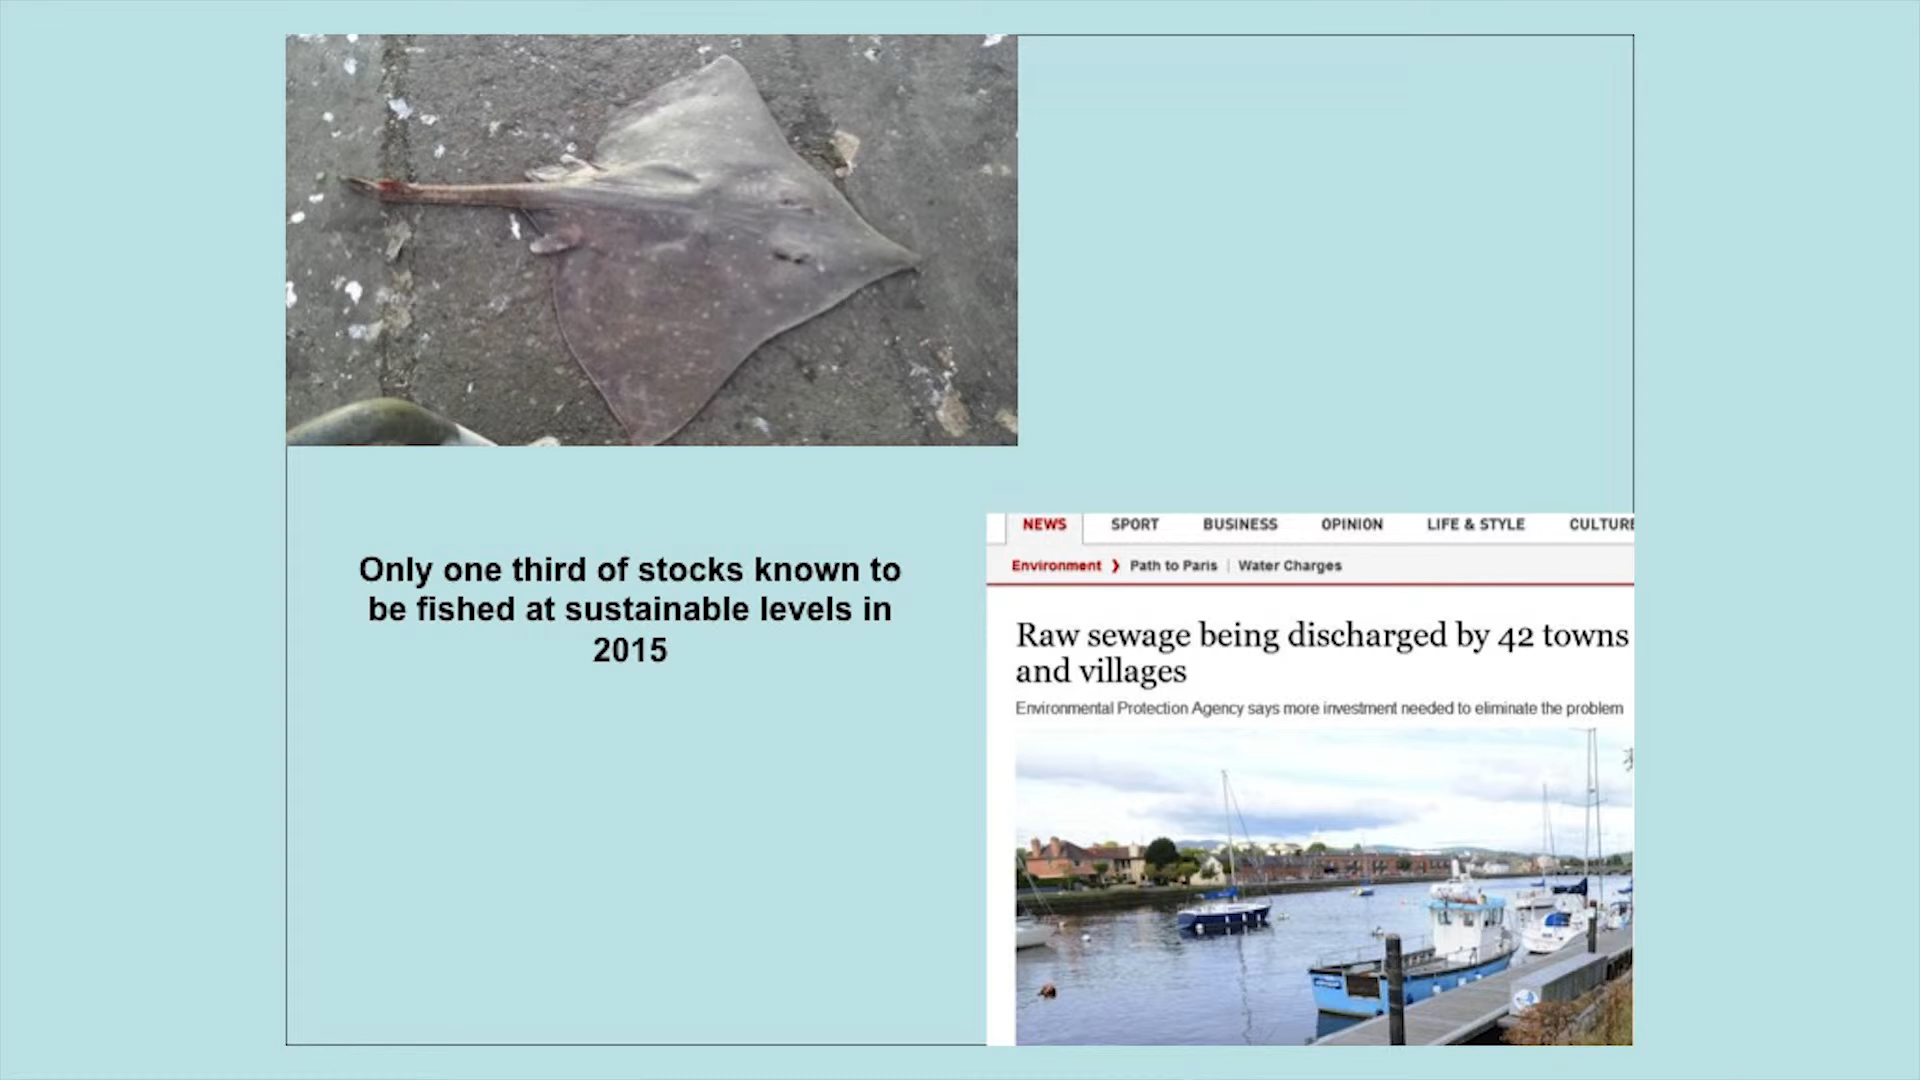 Only one third of stocks known to
be fished at sustainable levels in
2015
NEWS SPORT BUSINESS OPINION LIFE & STYLE CULTURE
Environment ❯ Path to Paris | Water Charges
Raw sewage being discharged by 42 towns
and villages
Environmental Protection Agency says more investment needed to eliminate the problem